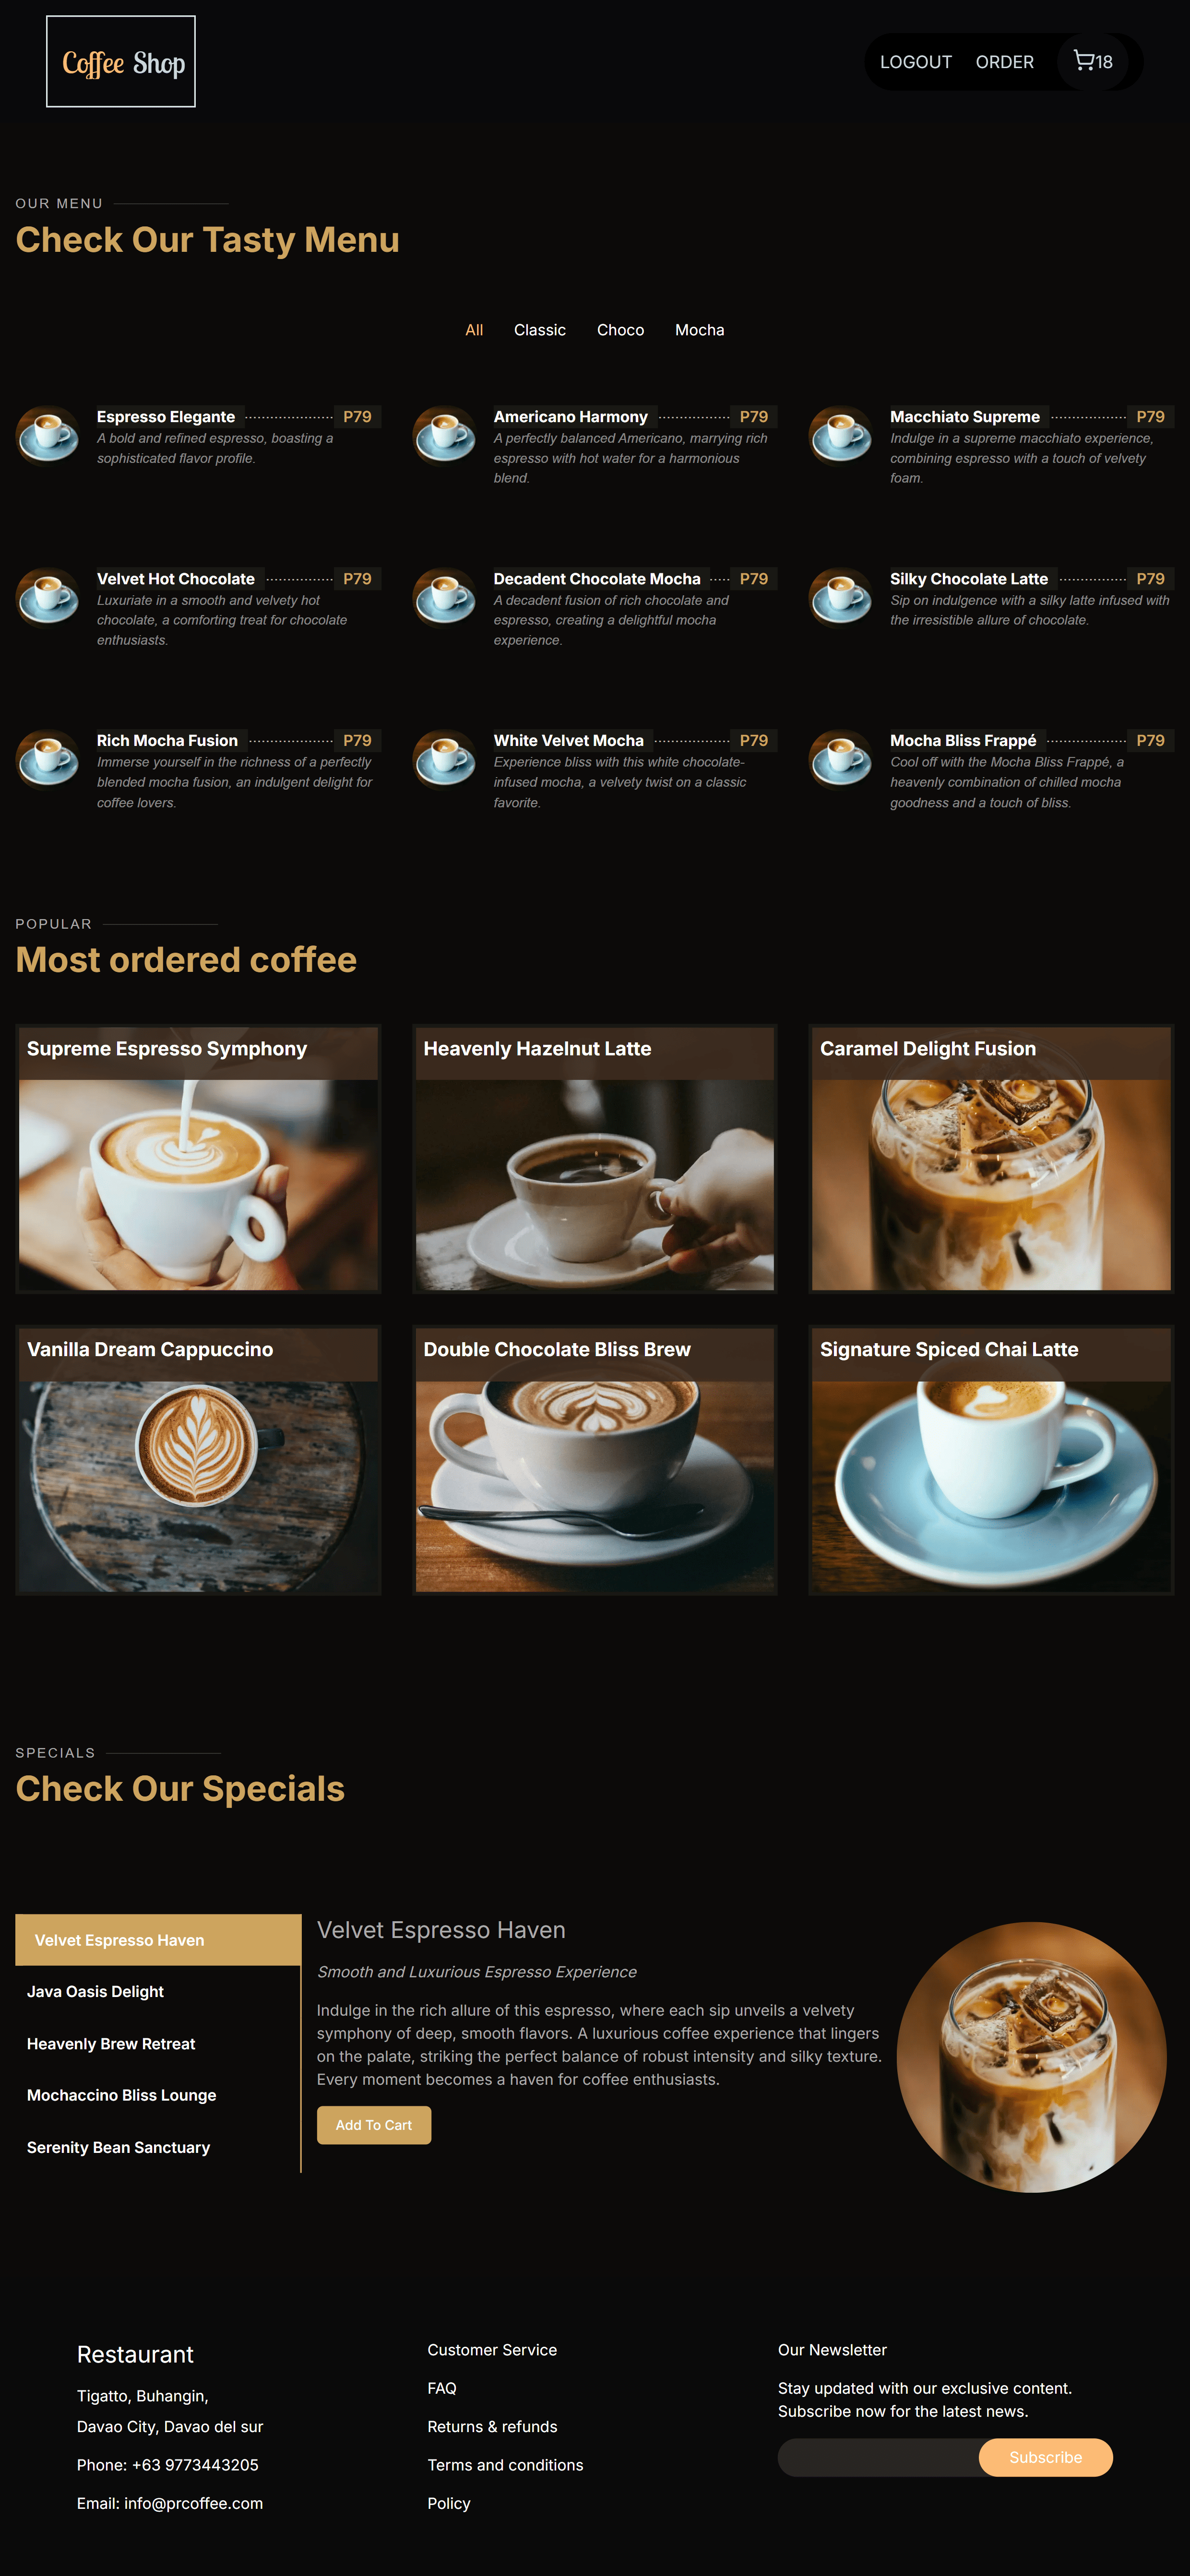 Coffee Shop
LOGOUT ORDER 18
OUR MENU
Check Our Tasty Menu
All Classic Choco Mocha
Espresso Elegante P79
A bold and refined espresso, boasting a
sophisticated flavor profile.
Americano Harmony P79
A perfectly balanced Americano, marrying rich
espresso with hot water for a harmonious
blend.
Macchiato Supreme P79
Indulge in a supreme macchiato experience,
combining espresso with a touch of velvety
foam.
Velvet Hot Chocolate P79
Luxuriate in a smooth and velvety hot
chocolate, a comforting treat for chocolate
enthusiasts.
Decadent Chocolate Mocha P79
A decadent fusion of rich chocolate and
espresso, creating a delightful mocha
experience.
Silky Chocolate Latte P79
Sip on indulgence with a silky latte infused with
the irresistible allure of chocolate.
Rich Mocha Fusion P79
Immerse yourself in the richness of a perfectly
blended mocha fusion, an indulgent delight for
coffee lovers.
White Velvet Mocha P79
Experience bliss with this white chocolate-
infused mocha, a velvety twist on a classic
favorite.
Mocha Bliss Frappé P79
Cool off with the Mocha Bliss Frappé, a
heavenly combination of chilled mocha
goodness and a touch of bliss.
POPULAR
Most ordered coffee
Supreme Espresso Symphony
Heavenly Hazelnut Latte
Caramel Delight Fusion
Vanilla Dream Cappuccino
Double Chocolate Bliss Brew
Signature Spiced Chai Latte
SPECIALS
Check Our Specials
Velvet Espresso Haven
Java Oasis Delight
Heavenly Brew Retreat
Mochaccino Bliss Lounge
Serenity Bean Sanctuary
Velvet Espresso Haven
Smooth and Luxurious Espresso Experience
Indulge in the rich allure of this espresso, where each sip unveils a velvety
symphony of deep, smooth flavors. A luxurious coffee experience that lingers
on the palate, striking the perfect balance of robust intensity and silky texture.
Every moment becomes a haven for coffee enthusiasts.
Add To Cart
Restaurant
Tigatto, Buhangin,
Davao City, Davao del sur
Phone: +63 9773443205
Email: info@prcoffee.com
Customer Service
FAQ
Returns & refunds
Terms and conditions
Policy
Our Newsletter
Stay updated with our exclusive content.
Subscribe now for the latest news.
Subscribe